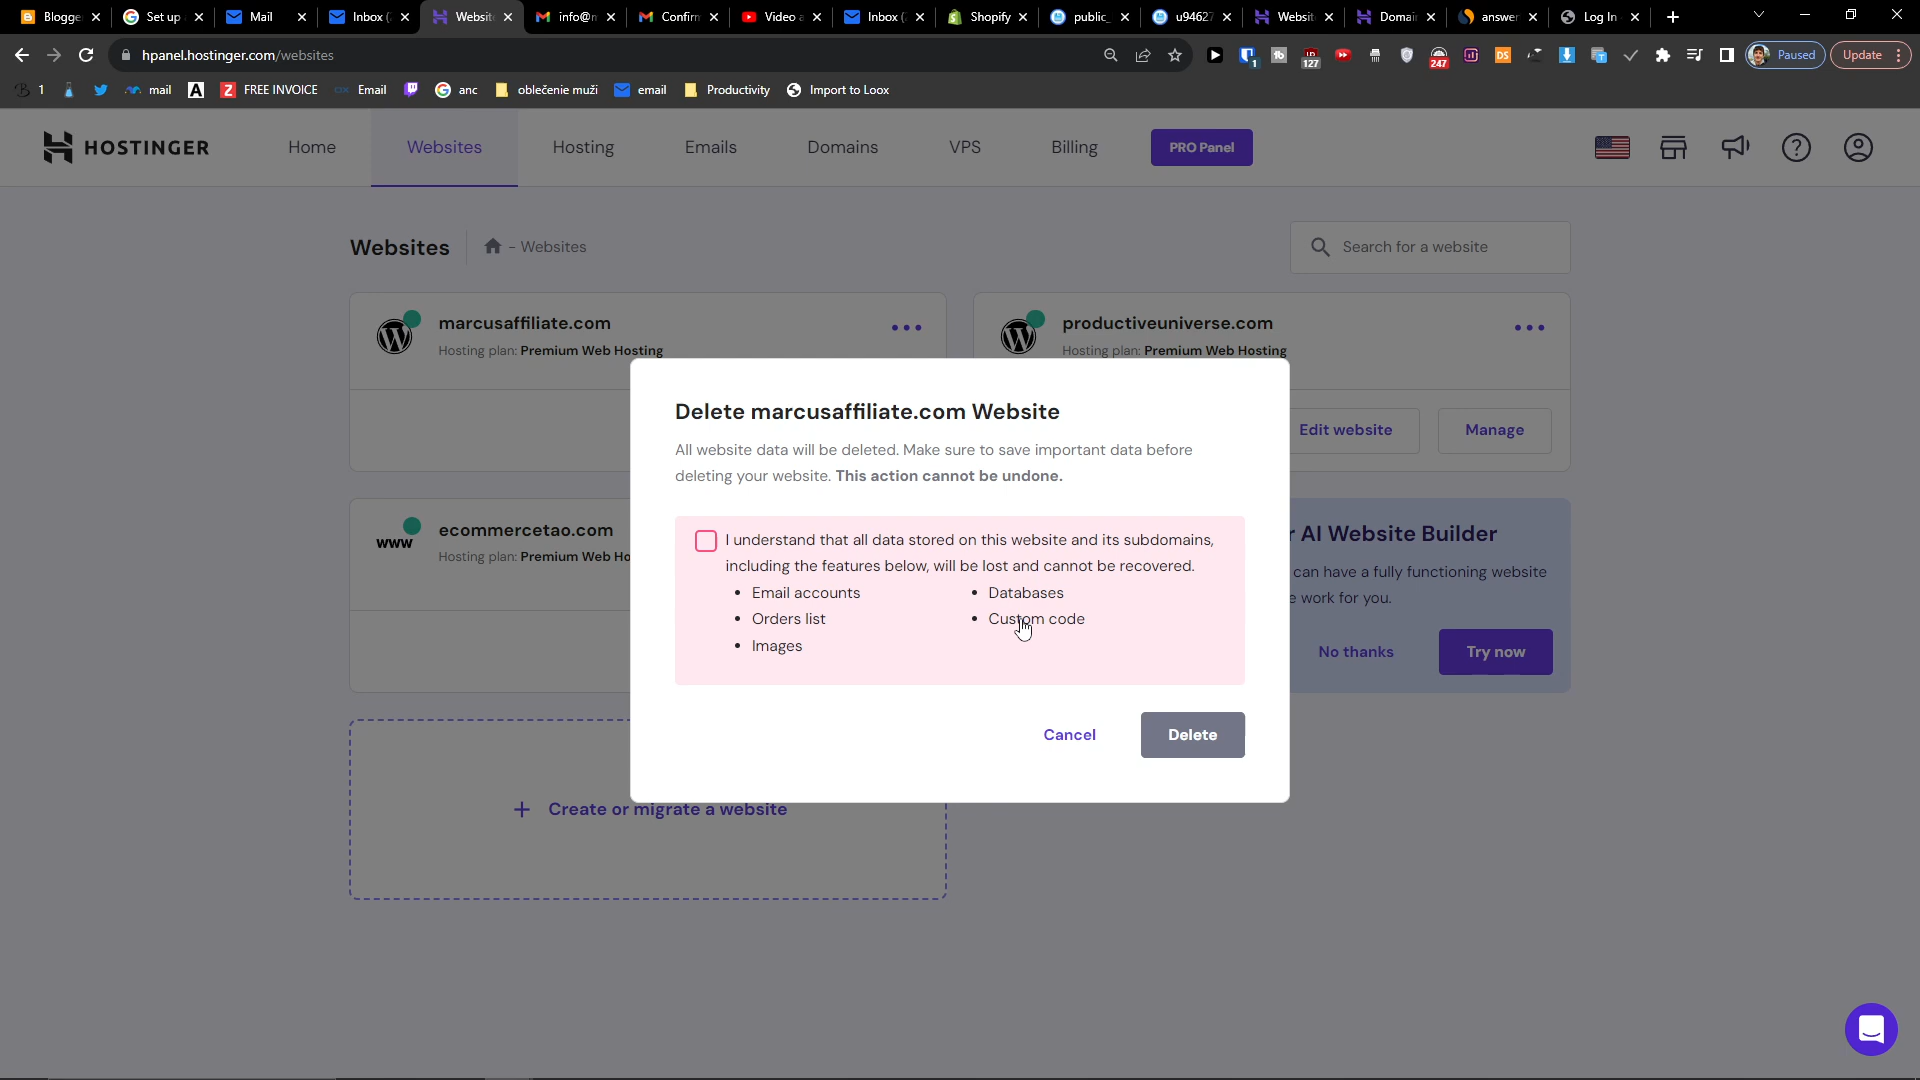 Blogge
Set up
Mail
Inbox (
Websit
info@m
Confirm
Video a
Inbox (
Shopify
public_
u94627
Websit
Domai
answer
Log In
hpanel.hostinger.com/websites
1
127
247
DS
Paused
Update
1
mail
A
Z
FREE INVOICE
Email
anc
oblečenie muži
email
Productivity
Import to Loox
HOSTINGER
Home
Websites
Hosting
Emails
Domains
VPS
Billing
PRO Panel
Websites
- Websites
Search for a website
marcusaffiliate.com
Hosting plan: Premium Web Hosting
productiveuniverse.com
Hosting plan: Premium Web Hosting
Edit website
Manage
Delete marcusaffiliate.com Website
All website data will be deleted. Make sure to save important data before
deleting your website. This action cannot be undone.
I understand that all data stored on this website and its subdomains,
including the features below, will be lost and cannot be recovered.
• Email accounts
• Orders list
• Images
• Databases
• Custom code
Cancel
Delete
www
ecommercetao.com
Hosting plan: Premium Web Ho
r AI Website Builder
can have a fully functioning website
e work for you.
No thanks
Try now
+ Create or migrate a website